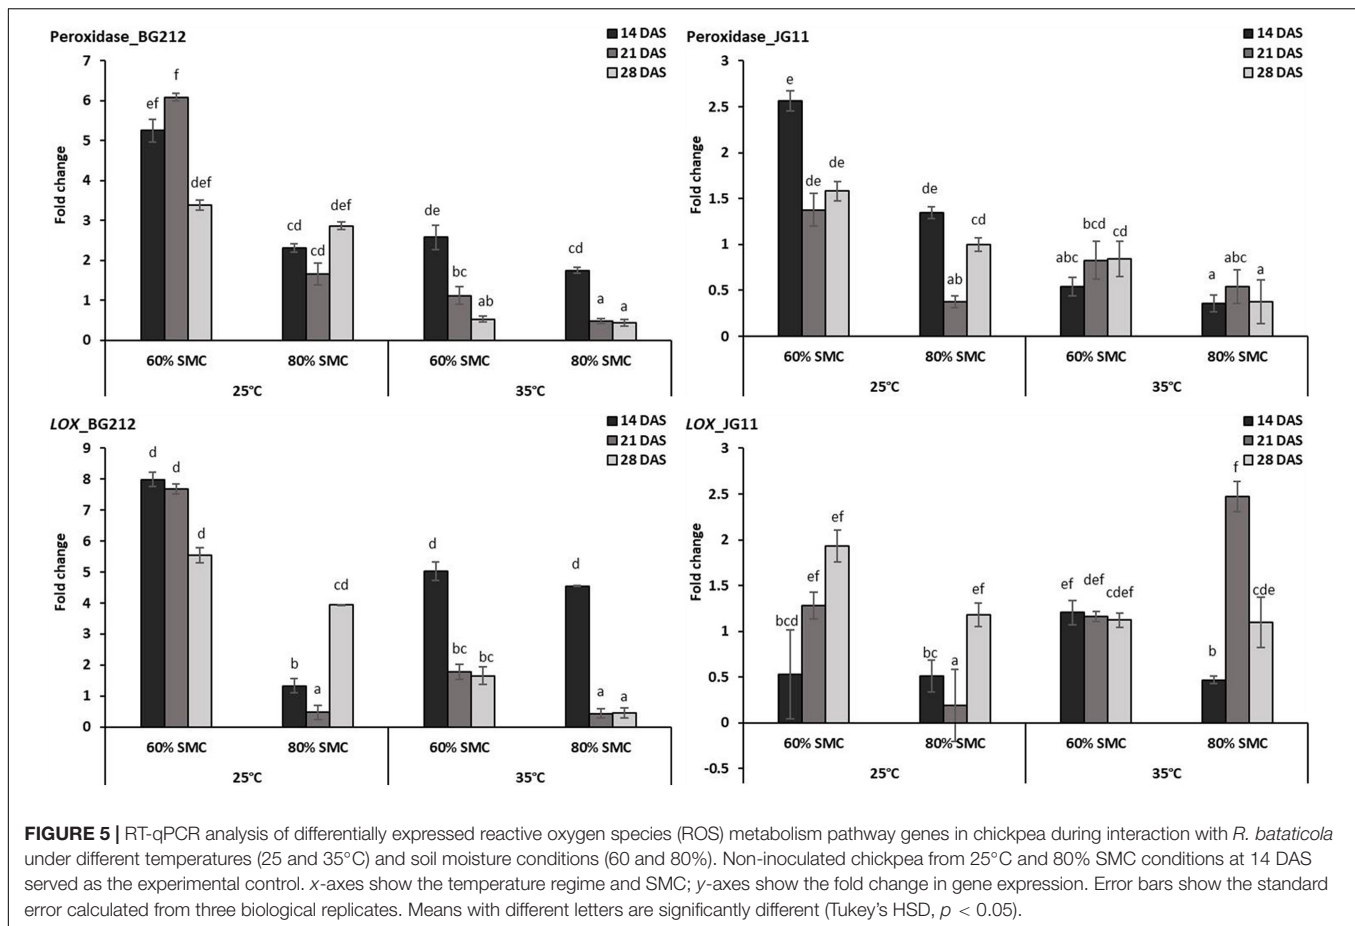 Peroxidase_BG212
14 DAS
21 DAS
28 DAS
Fold change
7
6
5
4
3
2
1
0
ef
f
def
cd
cd
def
de
bc
ab
cd
a
a
60% SMC
80% SMC
60% SMC
80% SMC
25°C
35°C
Peroxidase_JG11
14 DAS
21 DAS
28 DAS
Fold change
3
2.5
2
1.5
1
0.5
0
e
de
de
de
ab
cd
abc
bcd
cd
a
abc
a
60% SMC
80% SMC
60% SMC
80% SMC
25°C
35°C
LOX_BG212
14 DAS
21 DAS
28 DAS
Fold change
9
8
7
6
5
4
3
2
1
0
d
d
d
b
a
cd
d
bc
bc
d
a
a
60% SMC
80% SMC
60% SMC
80% SMC
25°C
35°C
LOX_JG11
14 DAS
21 DAS
28 DAS
Fold change
3
2.5
2
1.5
1
0.5
0
-0.5
bcd
ef
ef
bc
a
ef
ef
def
cdef
b
f
cde
60% SMC
80% SMC
60% SMC
80% SMC
25°C
35°C
FIGURE 5 | RT-qPCR analysis of differentially expressed reactive oxygen species (ROS) metabolism pathway genes in chickpea during interaction with R. bataticola
under different temperatures (25 and 35°C) and soil moisture conditions (60 and 80%). Non-inoculated chickpea from 25°C and 80% SMC conditions at 14 DAS
served as the experimental control. x-axes show the temperature regime and SMC; y-axes show the fold change in gene expression. Error bars show the standard
error calculated from three biological replicates. Means with different letters are significantly different (Tukey's HSD, p < 0.05).